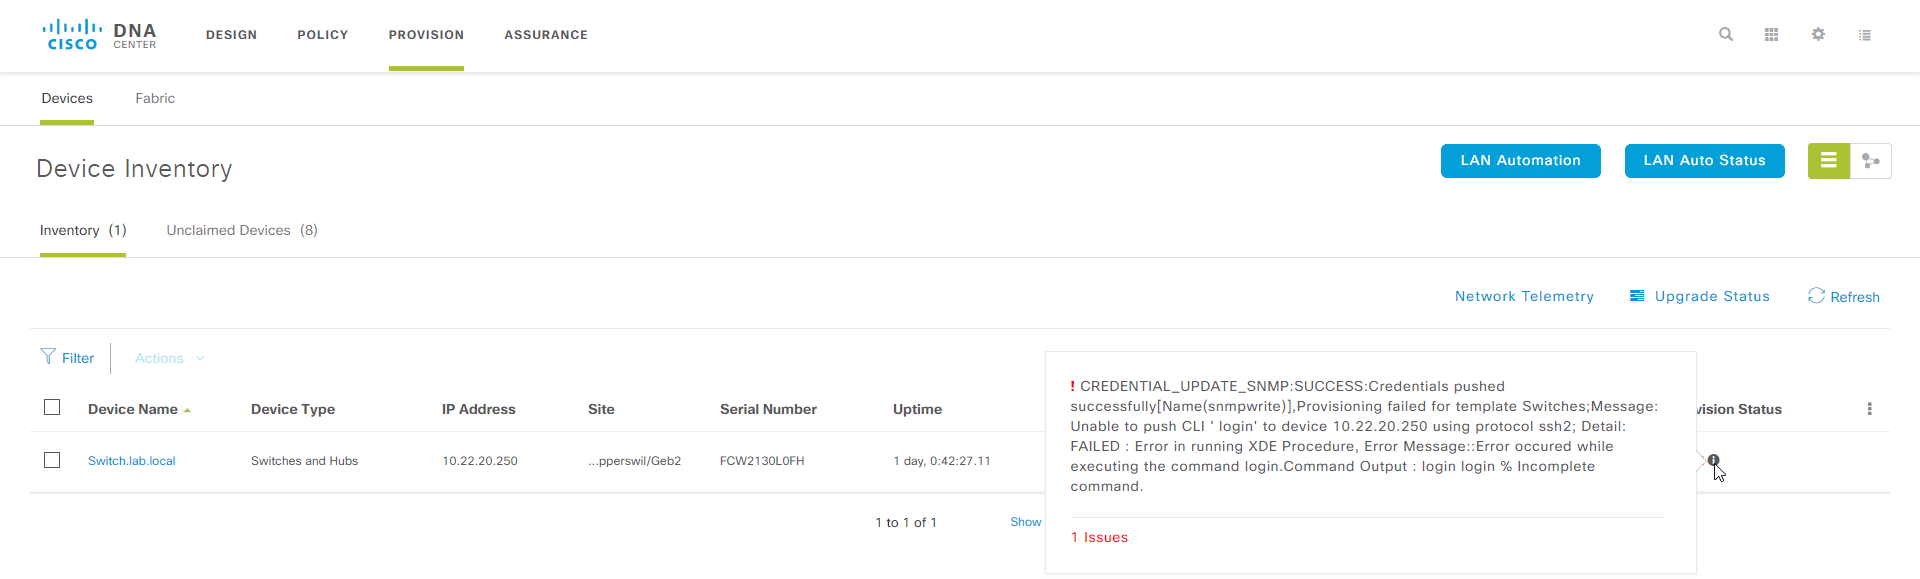 CISCO DNA CENTER DESIGN POLICY PROVISION ASSURANCE
Devices Fabric
Device Inventory LAN Automation LAN Auto Status
Inventory (1) Unclaimed Devices (8)
Network Telemetry Upgrade Status Refresh
Filter Actions
Device Name Device Type IP Address Site Serial Number Uptime vision Status
Switch.lab.local Switches and Hubs 10.22.20.250 ...pperswil/Geb2 FCW2130L0FH 1 day, 0:42:27.11
1 to 1 of 1 Show
! CREDENTIAL_UPDATE_SNMP:SUCCESS:Credentials pushed
successfully[Name(snmpwrite)],Provisioning failed for template Switches;Message:
Unable to push CLI ' login' to device 10.22.20.250 using protocol ssh2; Detail:
FAILED : Error in running XDE Procedure, Error Message::Error occured while
executing the command login.Command Output : login login % Incomplete
command.
1 Issues